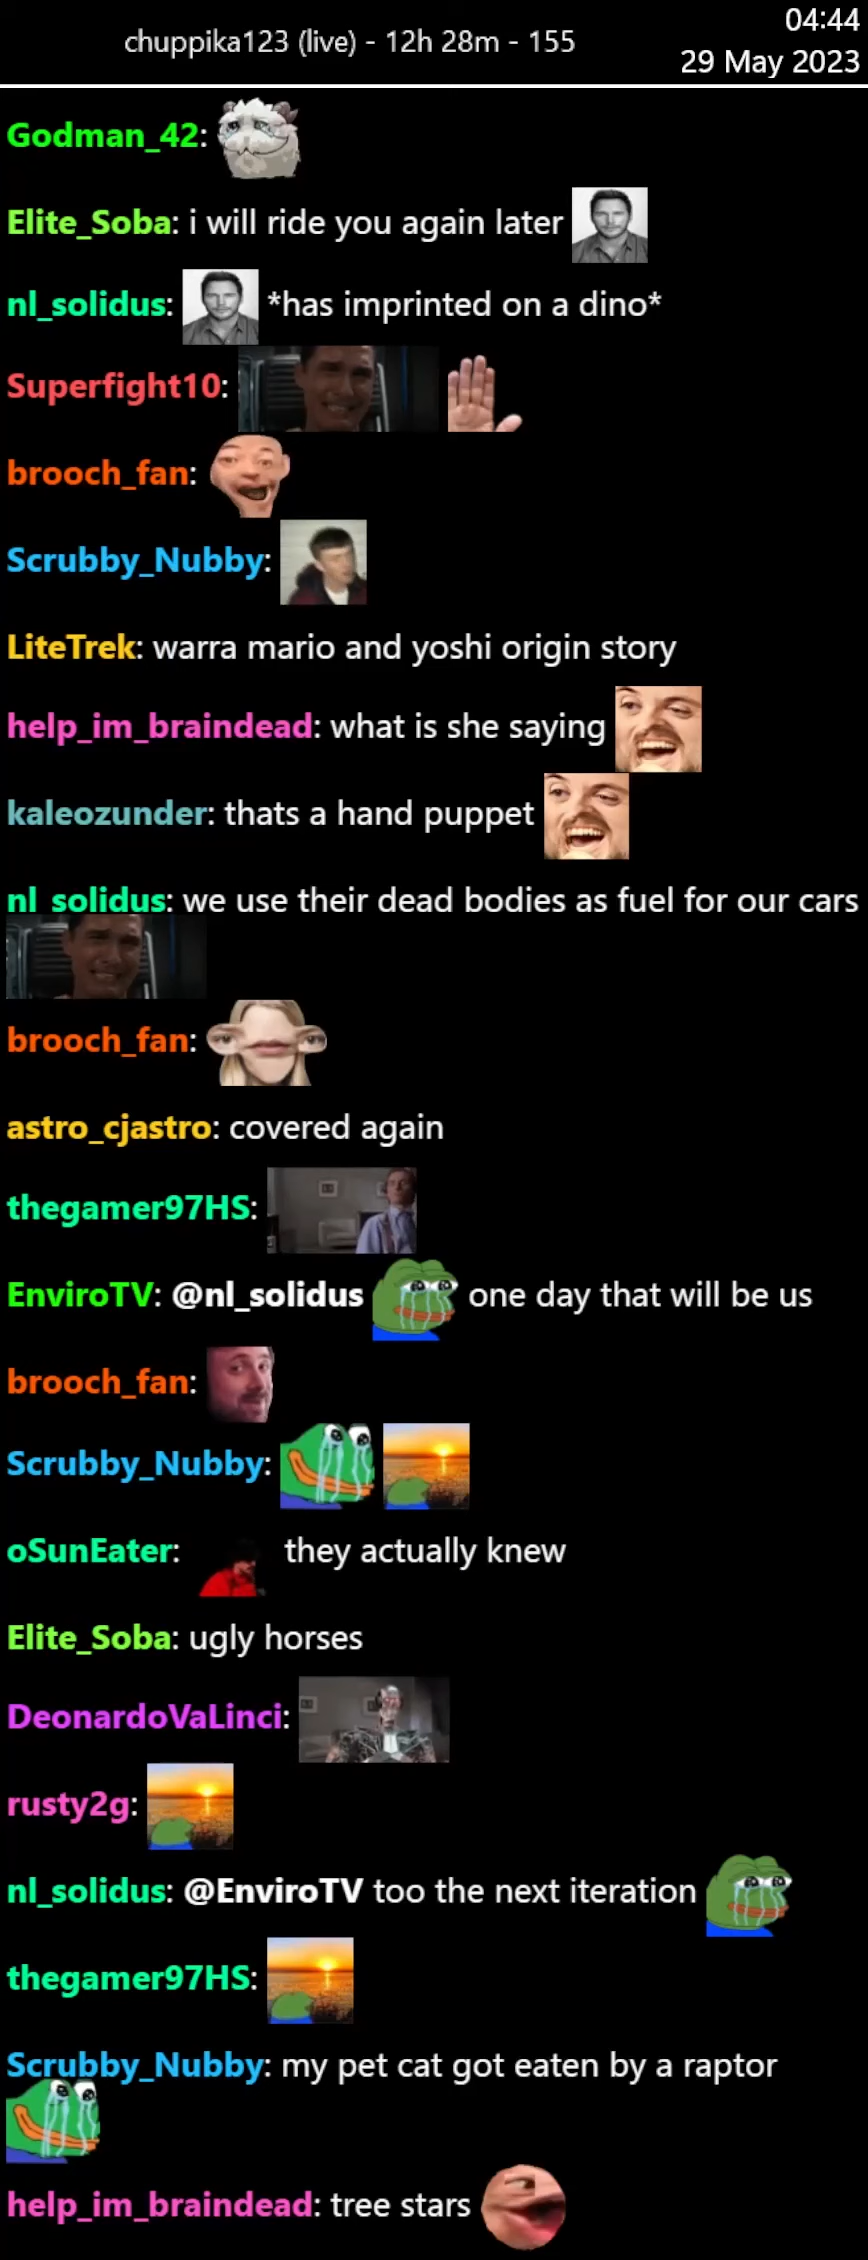 chuppika123 (live) - 12h 28m - 155
04:44
29 May 2023
Godman_42:
Elite_Soba: i will ride you again later
nl_solidus: *has imprinted on a dino*
Superfight10:
brooch_fan:
Scrubby_Nubby:
LiteTrek: warra mario and yoshi origin story
help_im_braindead: what is she saying
kaleozunder: thats a hand puppet
nl_solidus: we use their dead bodies as fuel for our cars
brooch_fan:
astro_cjastro: covered again
thegamer97HS:
EnviroTV: @nl_solidus one day that will be us
brooch_fan:
Scrubby_Nubby:
oSunEater: they actually knew
Elite_Soba: ugly horses
DeonardoVaLinci:
rusty2g:
nl_solidus: @EnviroTV too the next iteration
thegamer97HS:
Scrubby_Nubby: my pet cat got eaten by a raptor
help_im_braindead: tree stars